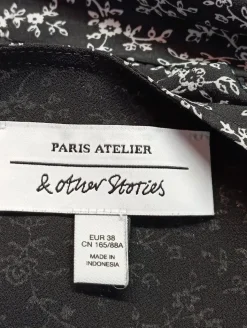 PARIS ATELIER
& other Stories
EUR 38
CN 165/88A
MADE IN
INDONESIA